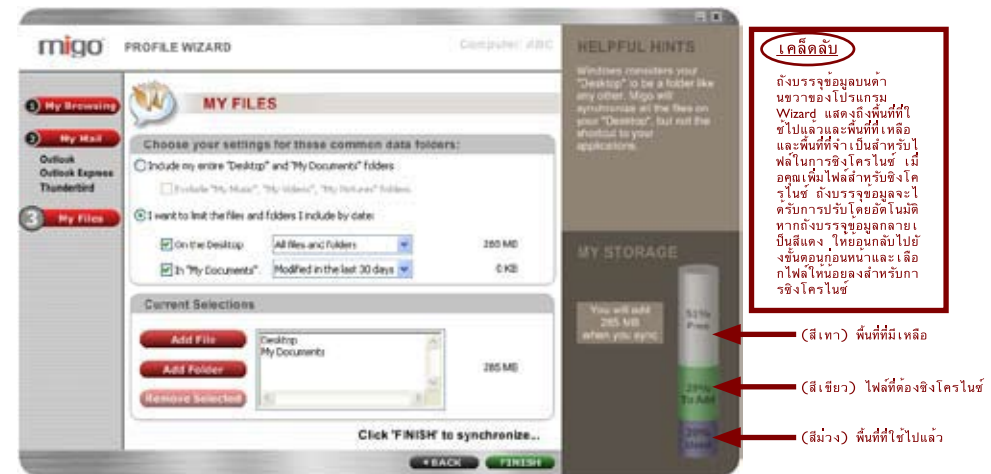 migo
PROFILE WIZARD
Computer: ABC
1 My Browsing
2 My Mail
Outlook
Outlook Express
Thunderbird
3 My Files
MY FILES
Choose your settings for these common data folders:
Include my entire "Desktop" and "My Documents" folders
Exclude "My Music", "My Videos", "My Pictures" folders
I want to limit the files and folders I include by date:
On the Desktop
All files and folders
280 MB
In "My Documents"
Modified in the last 30 days
0 KB
Current Selections
Add File
Add Folder
Remove Selected
Desktop
My Documents
285 MB
Click 'FINISH' to synchronize...
BACK
FINISH
HELPFUL HINTS
Windows considers your
"Desktop" to be a folder like
any other. Migo will
synchronize all the files on
your "Desktop", but not the
shortcut to your
applications.
MY STORAGE
You will add
285 MB
when you sync
51%
Free
29%
To Add
20%
Used
เคล็ดลับ
ถังบรรจุข้อมูลบนด้า
นขวาของโปรแกรม
Wizard แสดงถึงพื้นที่ที่ใ
ช้ไปแล้วและพื้นที่ที่เหลือ
และพื้นที่ที่จำเป็นสำหรับไ
ฟล์ในการซิงโครไนซ์ เมื่
อคุณเพิ่มไฟล์สำหรับซิงโค
รไนซ์ ถังบรรจุข้อมูลจะไ
ด้รับการปรับโดยอัตโนมัติ
หากถังบรรจุข้อมูลกลายเ
ป็นสีแดง ให้ย้อนกลับไปยั
งขั้นตอนก่อนหน้าและเลือ
กไฟล์ให้น้อยลงสำหรับกา
รซิงโครไนซ์
(สีเทา) พื้นที่ที่มีเหลือ
(สีเขียว) ไฟล์ที่ต้องซิงโครไนซ์
(สีม่วง) พื้นที่ที่ใช้ไปแล้ว